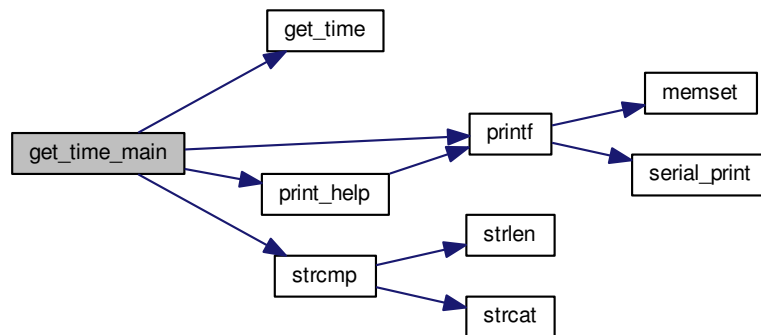 get_time
memset
printf
get_time_main
serial_print
print_help
strlen
strcmp
strcat